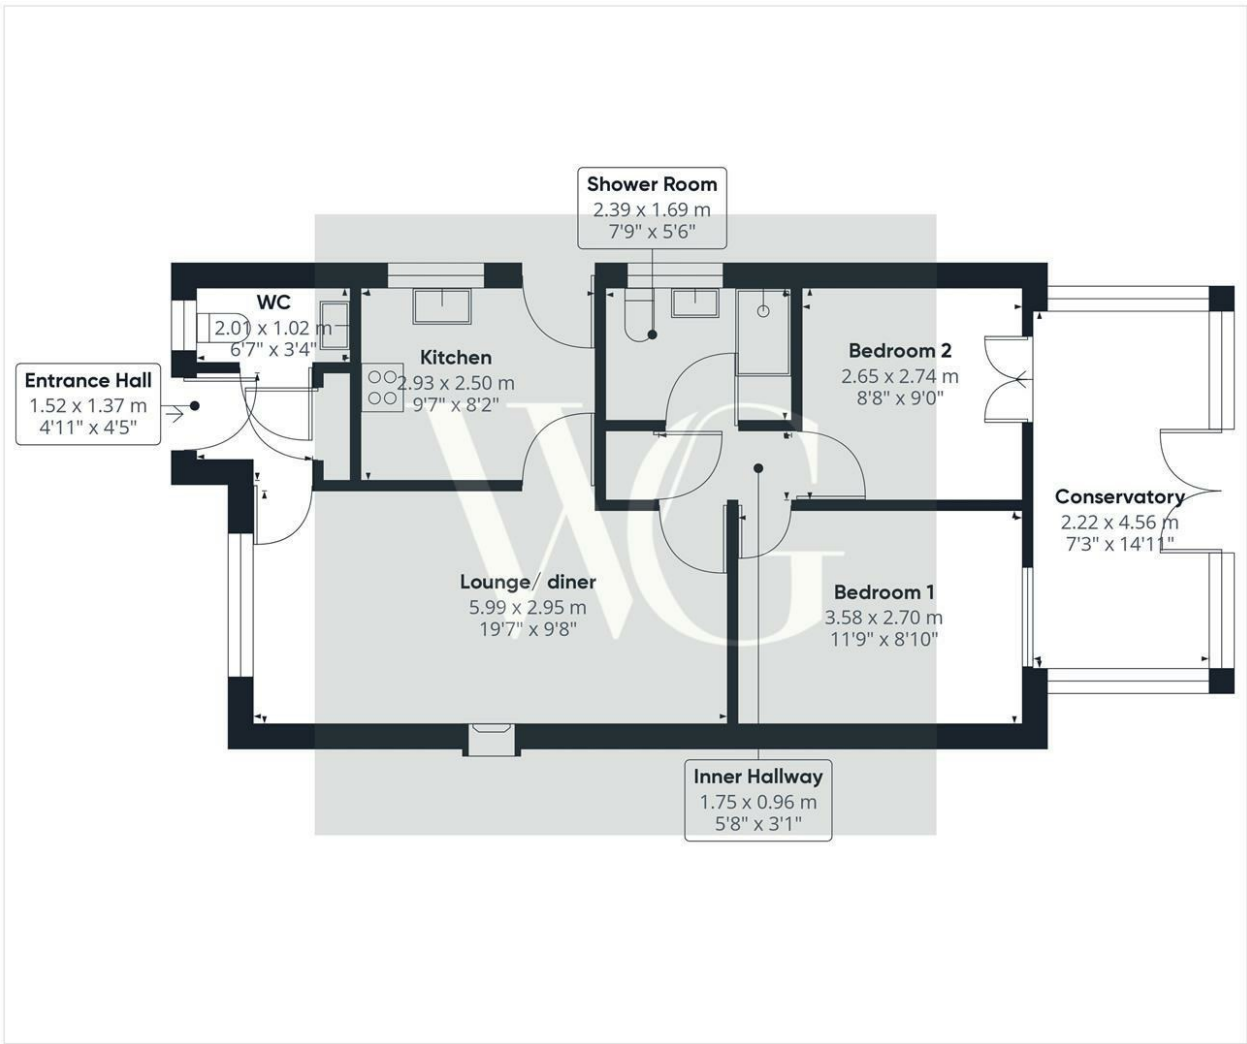 Shower Room
2.39 x 1.69 m
7'9" x 5'6"
WC
2.01 x 1.02 m
6'7" x 3'4"
Kitchen
2.93 x 2.50 m
9'7" x 8'2"
Bedroom 2
2.65 x 2.74 m
8'8" x 9'0"
Entrance Hall
1.52 x 1.37 m
4'11" x 4'5"
Conservatory
2.22 x 4.56 m
7'3" x 14'11"
Lounge/ diner
5.99 x 2.95 m
19'7" x 9'8"
Bedroom 1
3.58 x 2.70 m
11'9" x 8'10"
Inner Hallway
1.75 x 0.96 m
5'8" x 3'1"
WG